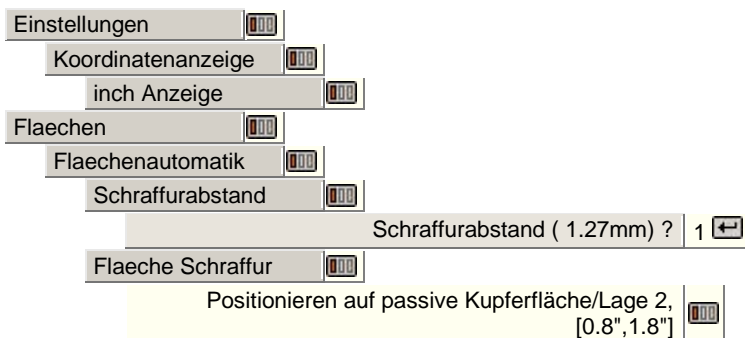 Einstellungen
Koordinatenanzeige
inch Anzeige
Flaechen
Flaechenautomatik
Schraffurabstand
Schraffurabstand ( 1.27mm) ? 1
Flaeche Schraffur
Positionieren auf passive Kupferfläche/Lage 2,
[0.8",1.8"]